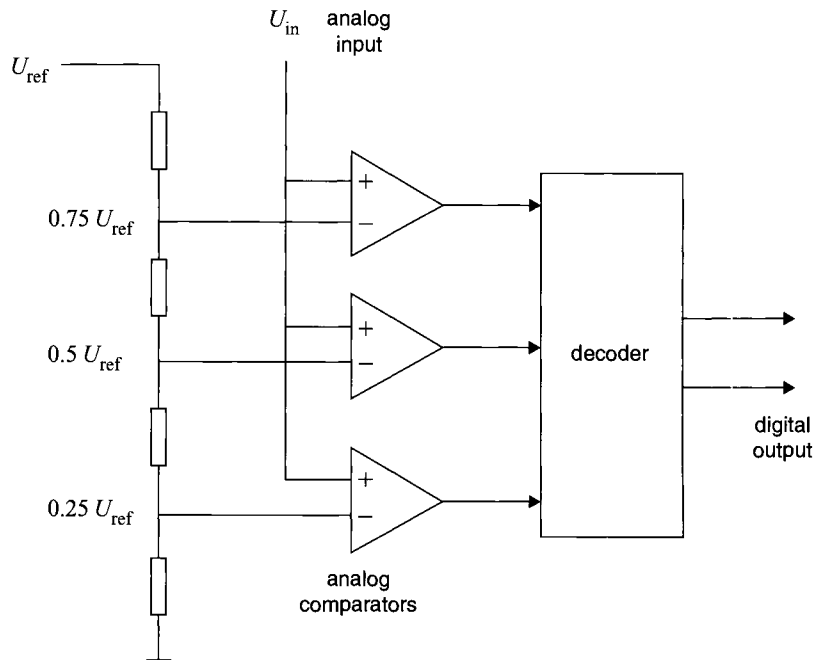 U_in analog
input
U_ref
+
0.75 U_ref −
+
0.5 U_ref −
decoder
digital
output
+
0.25 U_ref −
analog
comparators